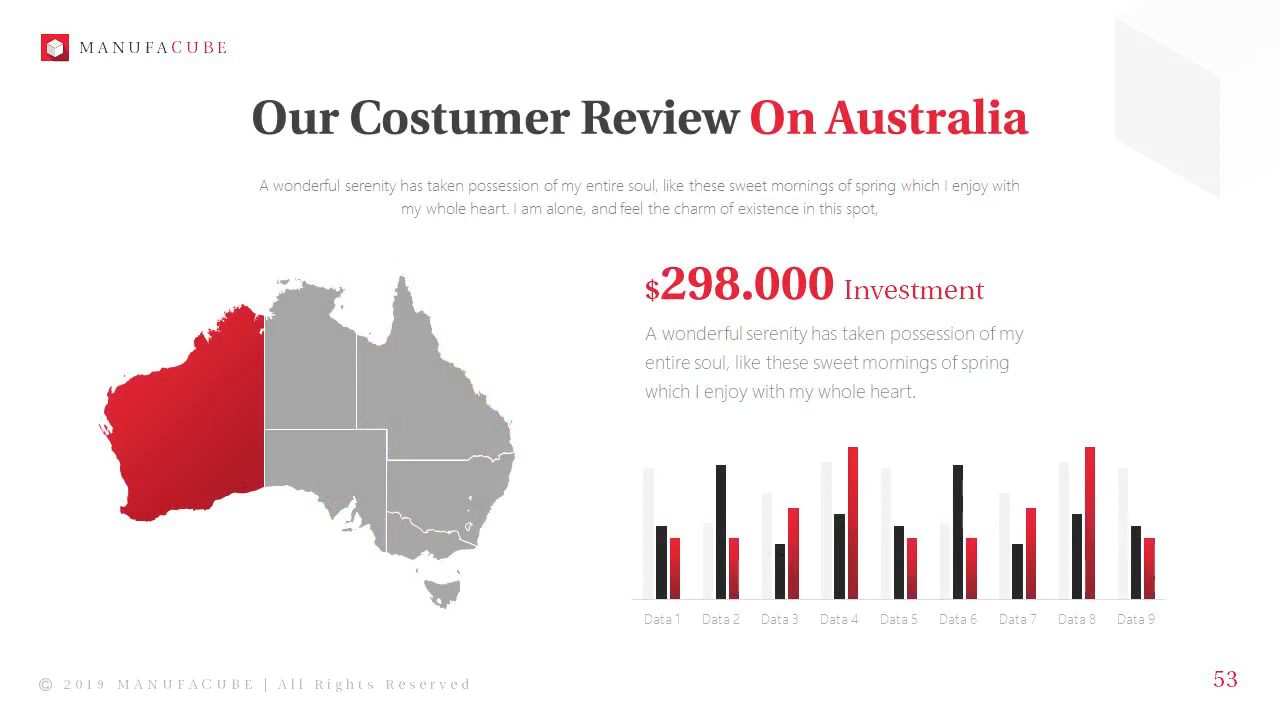 MANUFACUBE
Our Costumer Review On Australia
A wonderful serenity has taken possession of my entire soul, like these sweet mornings of spring which I enjoy with
my whole heart. I am alone, and feel the charm of existence in this spot,
$298.000 Investment
A wonderful serenity has taken possession of my
entire soul, like these sweet mornings of spring
which I enjoy with my whole heart.
Data 1 Data 2 Data 3 Data 4 Data 5 Data 6 Data 7 Data 8 Data 9
© 2019 MANUFACUBE | All Rights Reserved
53